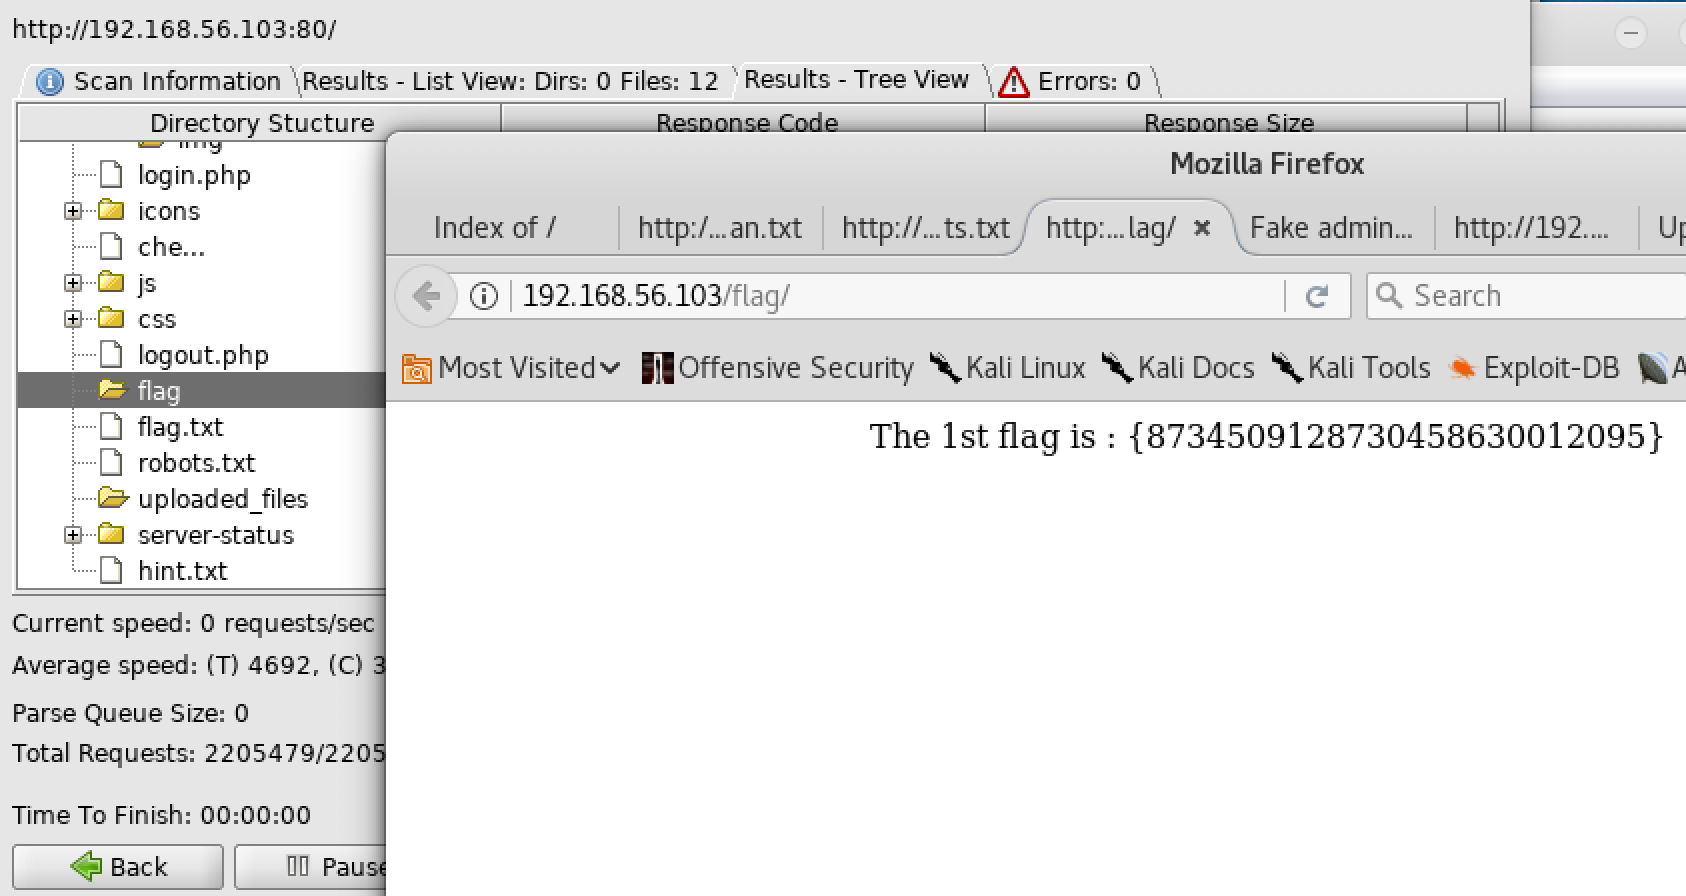 http://192.168.56.103:80/
Scan Information
Results - List View: Dirs: 0 Files: 12
Results - Tree View
Errors: 0
Directory Stucture
Response Code
Response Size
img
login.php
icons
che...
js
css
logout.php
flag
flag.txt
robots.txt
uploaded_files
server-status
hint.txt
Current speed: 0 requests/sec
Average speed: (T) 4692, (C) 3
Parse Queue Size: 0
Total Requests: 2205479/2205
Time To Finish: 00:00:00
Back
Pause
Mozilla Firefox
Index of /
http:/...an.txt
http://...ts.txt
http:...lag/
Fake admin...
http://192....
Up
192.168.56.103/flag/
Search
Most Visited
Offensive Security
Kali Linux
Kali Docs
Kali Tools
Exploit-DB
A
The 1st flag is : {8734509128730458630012095}